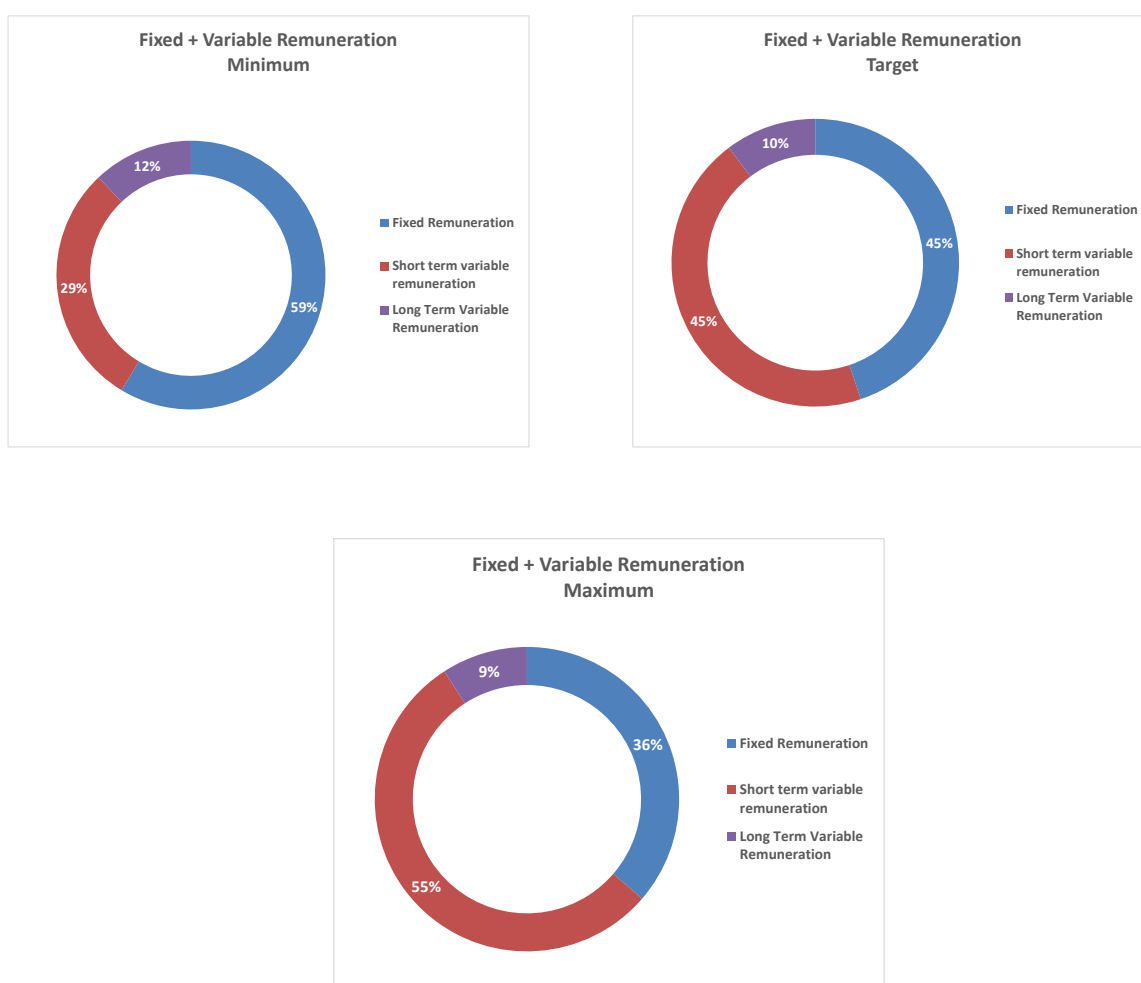 Fixed + Variable Remuneration
Minimum
12%
29%
59%
Fixed Remuneration
Short term variable
remuneration
Long Term Variable
Remuneration
Fixed + Variable Remuneration
Target
10%
45%
45%
Fixed Remuneration
Short term variable
remuneration
Long Term Variable
Remuneration
Fixed + Variable Remuneration
Maximum
9%
36%
55%
Fixed Remuneration
Short term variable
remuneration
Long Term Variable
Remuneration